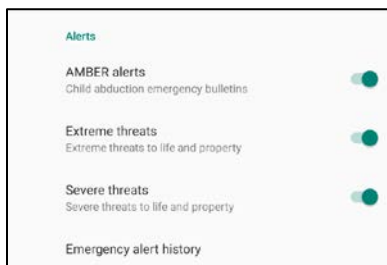 Alerts
AMBER alerts
Child abduction emergency bulletins
Extreme threats
Extreme threats to life and property
Severe threats
Severe threats to life and property
Emergency alert history